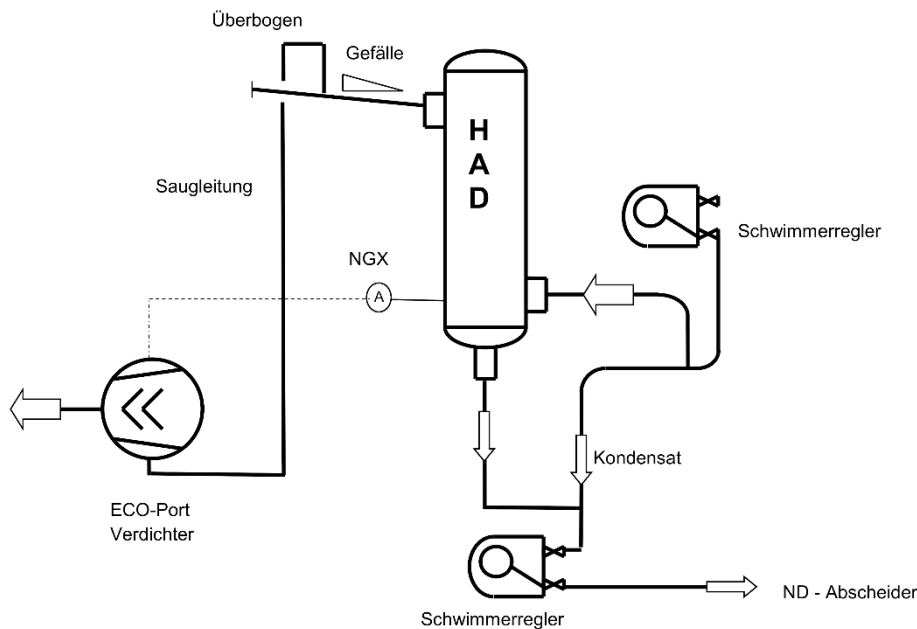 Überbogen
Gefälle
H
A
D
Saugleitung
Schwimmerregler
NGX
A
Kondensat
ECO-Port
Verdichter
ND - Abscheider
Schwimmerregler